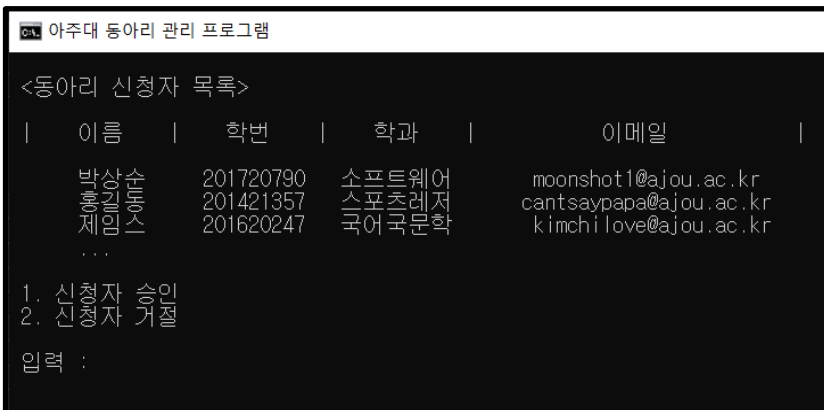 아주대 동아리 관리 프로그램
<동아리 신청자 목록>
| 이름 | 학번 | 학과 | 이메일 |
박상순 201720790 소프트웨어 moonshot1@ajou.ac.kr
홍길동 201421357 스포츠레저 cantsaypapa@ajou.ac.kr
제임스 201620247 국어국문학 kimchilove@ajou.ac.kr
...
1. 신청자 승인
2. 신청자 거절
입력 :